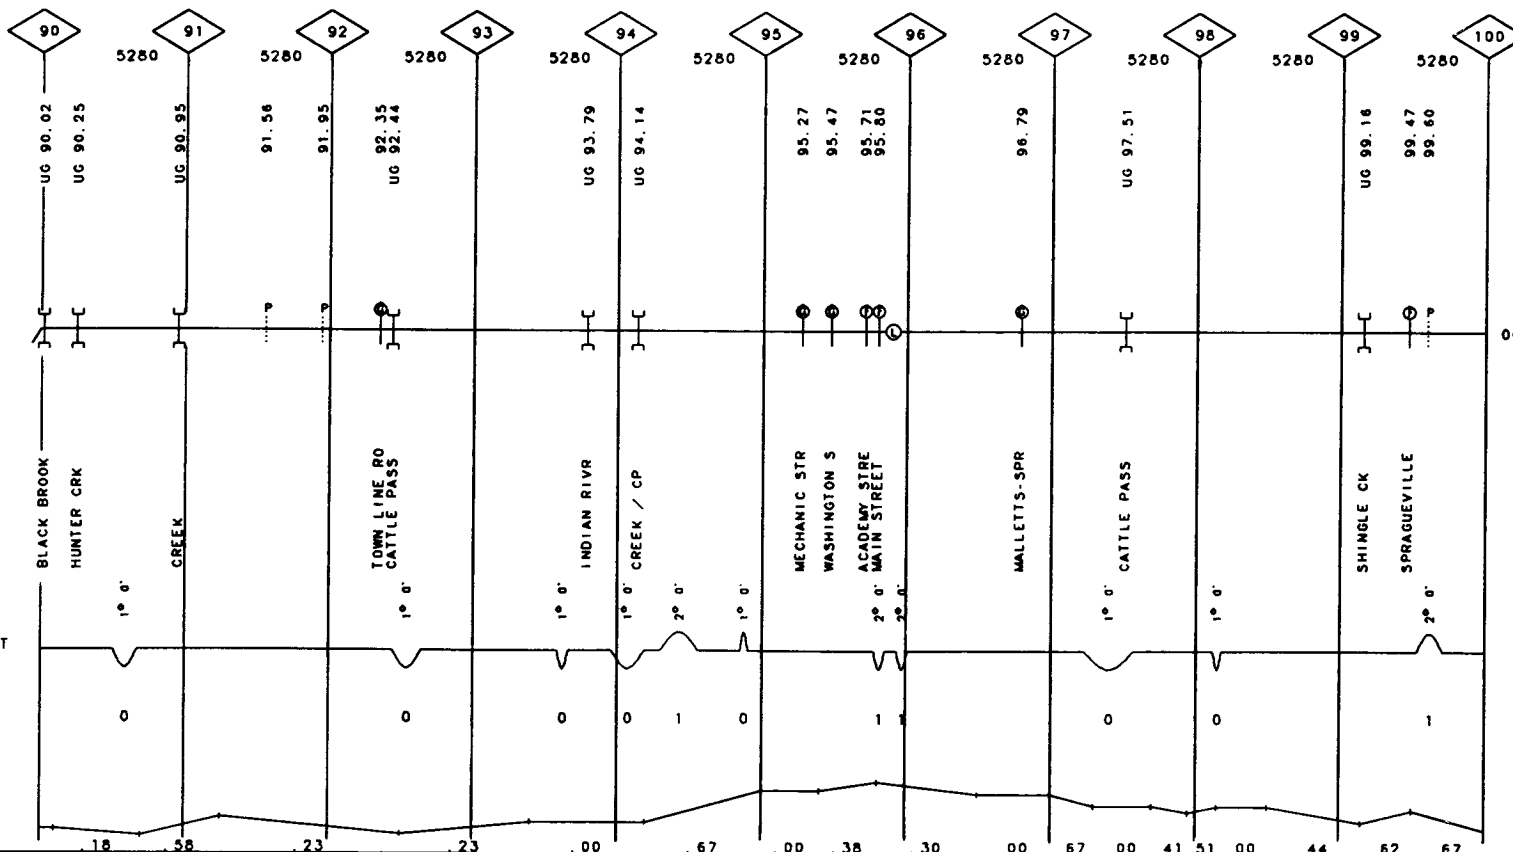 90 91 92 93 94 95 96 97 98 99 100
5280 5280 5280 5280 5280 5280 5280 5280 5280 5280
UG 90.02
UG 90.25
UG 90.95
91.56
91.95
92.35
UG 92.44
UG 93.79
UG 94.14
95.27
95.47
95.71
95.80
96.79
UG 97.51
UG 99.16
99.47
99.60
P P P
L
BLACK BROOK
HUNTER CRK
CREEK
TOWN LINE RO
CATTLE PASS
INDIAN RIVR
CREEK / CP
MECHANIC STR
WASHINGTON S
ACADEMY STRE
MAIN STREET
MALLETTS-SPR
CATTLE PASS
SHINGLE CK
SPRAGUEVILLE
1° 0' 1° 0' 1° 0' 1° 0' 2° 0' 1° 0' 2° 0' 2° 0' 1° 0' 1° 0' 2° 0'
T
0 0 0 0 1 0 1 1 0 0 1
.18 .58 .23 .23 .00 .67 .00 .38 .30 .00 .67 .00 .41 .51 .00 .44 .62 .67